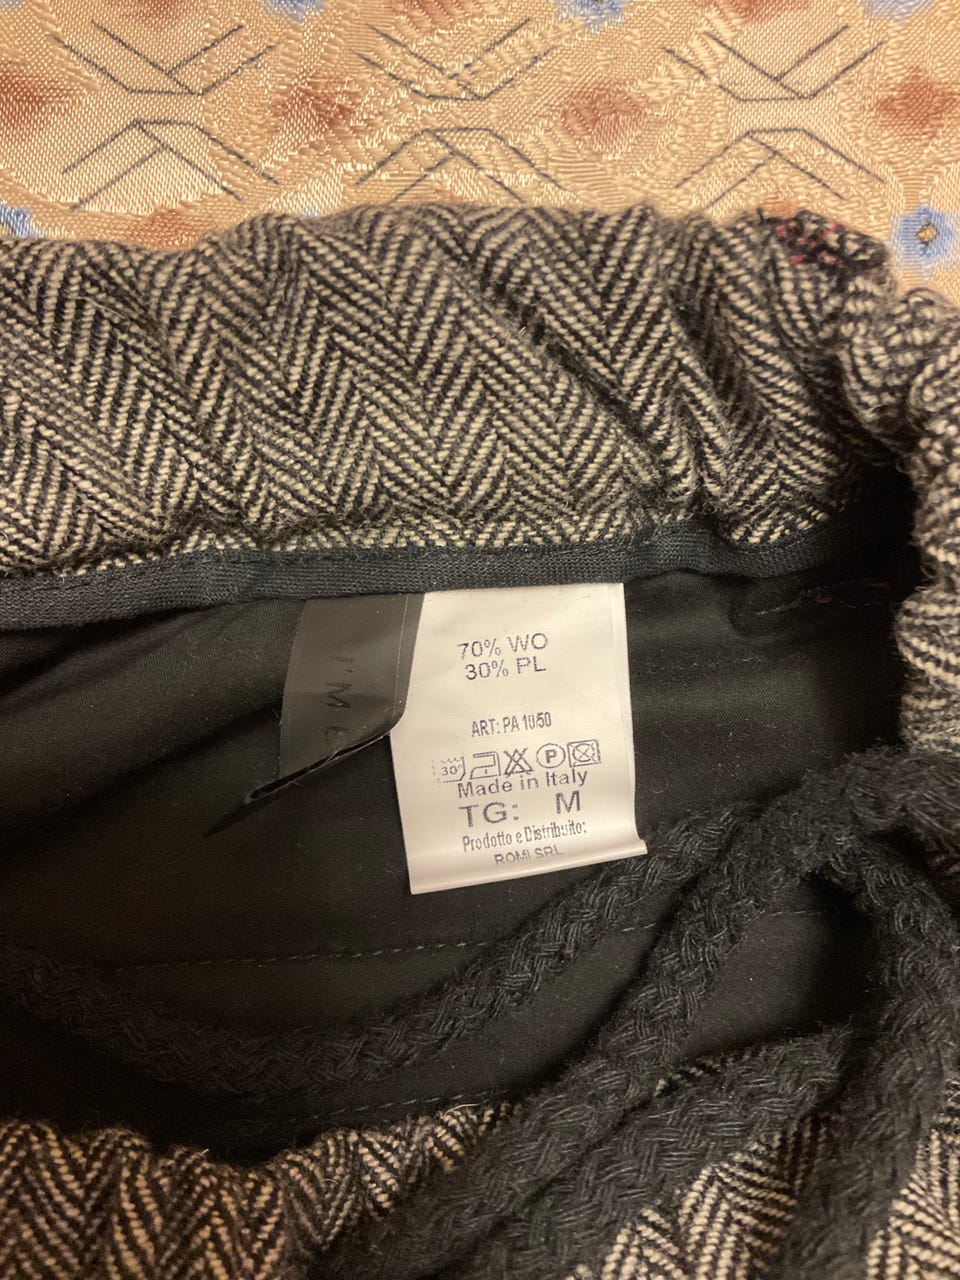 70% WO
30% PL
ART: PA 10/50
30°
P
Made in Italy
TG: M
Prodotto e Distribuito:
ROMI SRL
I'M